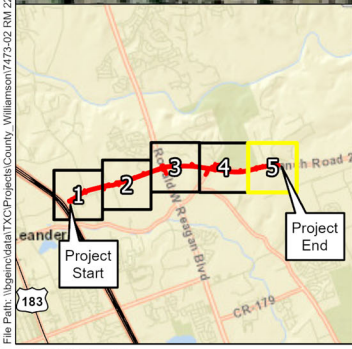 File Path: \\bgeinc\data\TXC\Projects\County_Williamson\7473-02 RM 22
1
2
3
4
5
Ronald W Reagan Blvd
nch Road 2
eander
Project
Start
Project
End
183
CR-179